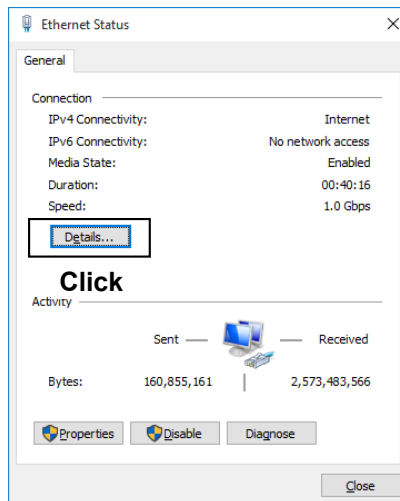 Ethernet Status
General
Connection
IPv4 Connectivity: Internet
IPv6 Connectivity: No network access
Media State: Enabled
Duration: 00:40:16
Speed: 1.0 Gbps
Details...
Click
Activity
Sent — — Received
Bytes: 160,855,161 | 2,573,483,566
Properties Disable Diagnose
Close